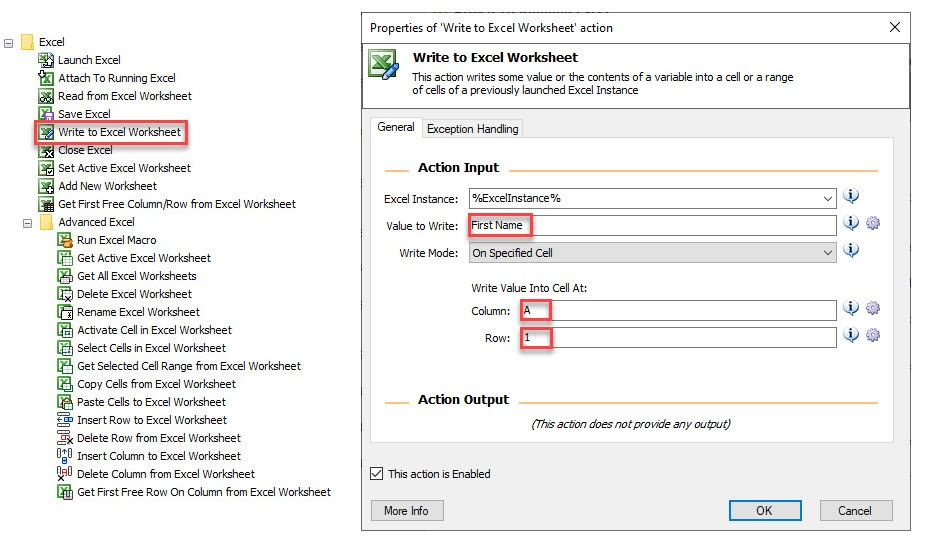 Excel
Launch Excel
Attach To Running Excel
Read from Excel Worksheet
Save Excel
Write to Excel Worksheet
Close Excel
Set Active Excel Worksheet
Add New Worksheet
Get First Free Column/Row from Excel Worksheet
Advanced Excel
Run Excel Macro
Get Active Excel Worksheet
Get All Excel Worksheets
Delete Excel Worksheet
Rename Excel Worksheet
Activate Cell in Excel Worksheet
Select Cells in Excel Worksheet
Get Selected Cell Range from Excel Worksheet
Copy Cells from Excel Worksheet
Paste Cells to Excel Worksheet
Insert Row to Excel Worksheet
Delete Row from Excel Worksheet
Insert Column to Excel Worksheet
Delete Column from Excel Worksheet
Get First Free Row On Column from Excel Worksheet
Properties of 'Write to Excel Worksheet' action
Write to Excel Worksheet
This action writes some value or the contents of a variable into a cell or a range
of cells of a previously launched Excel Instance
General
Exception Handling
Action Input
Excel Instance: %ExcelInstance%
Value to Write: First Name
Write Mode: On Specified Cell
Write Value Into Cell At:
Column: A
Row: 1
Action Output
(This action does not provide any output)
This action is Enabled
More Info
OK
Cancel